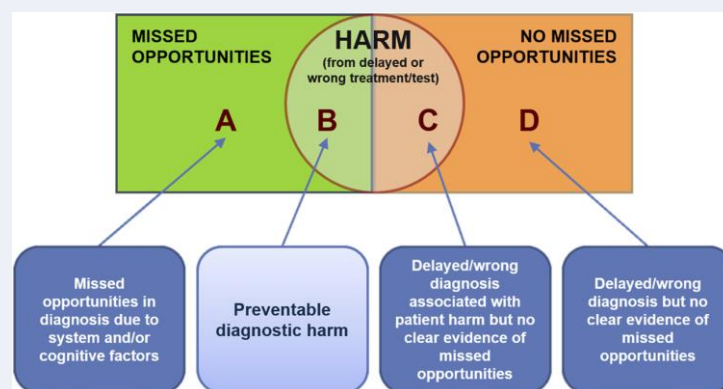 MISSED
OPPORTUNITIES
HARM
(from delayed or
wrong treatment/test)
NO MISSED
OPPORTUNITIES
A
B
C
D
Missed
opportunities in
diagnosis due to
system and/or
cognitive factors
Preventable
diagnostic harm
Delayed/wrong
diagnosis
associated with
patient harm but no
clear evidence of
missed
opportunities
Delayed/wrong
diagnosis but no
clear evidence of
missed
opportunities